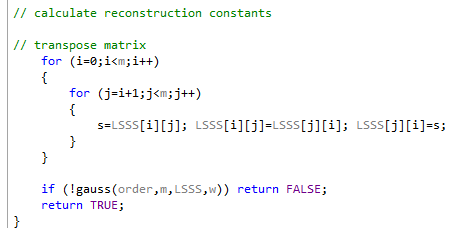 // calculate reconstruction constants
// transpose matrix
for (i=0;i<m;i++)
{
for (j=i+1;j<m;j++)
{
s=LSSS[i][j]; LSSS[i][j]=LSSS[j][i]; LSSS[j][i]=s;
}
}
if (!gauss(order,m,LSSS,w)) return FALSE;
return TRUE;
}